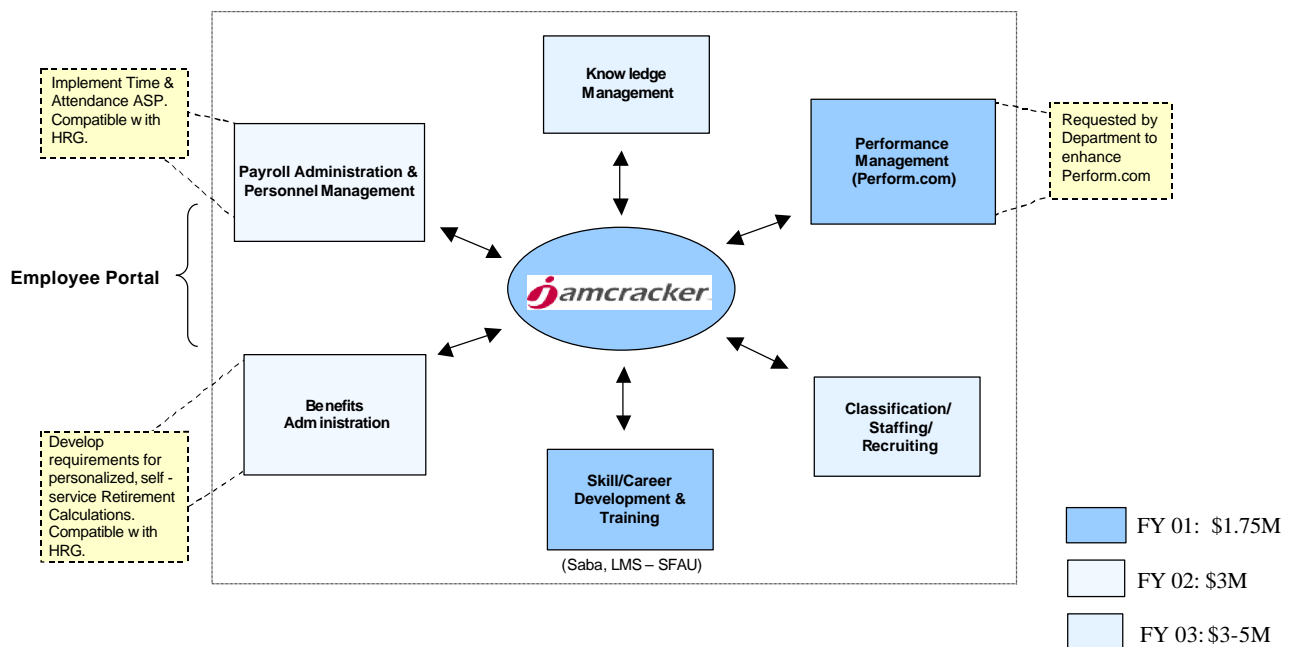 Implement Time &
Attendance ASP.
Compatible with
HRG.
Knowledge
Management
Payroll Administration &
Personnel Management
Performance
Management
(Perform.com)
Requested by
Department to
enhance
Perform.com
Employee Portal
jamcracker
Benefits
Administration
Classification/
Staffing/
Recruiting
Develop
requirements for
personalized, self -
service Retirement
Calculations.
Compatible with
HRG.
Skill/Career
Development &
Training
(Saba, LMS – SFAU)
FY 01: $1.75M
FY 02: $3M
FY 03: $3-5M